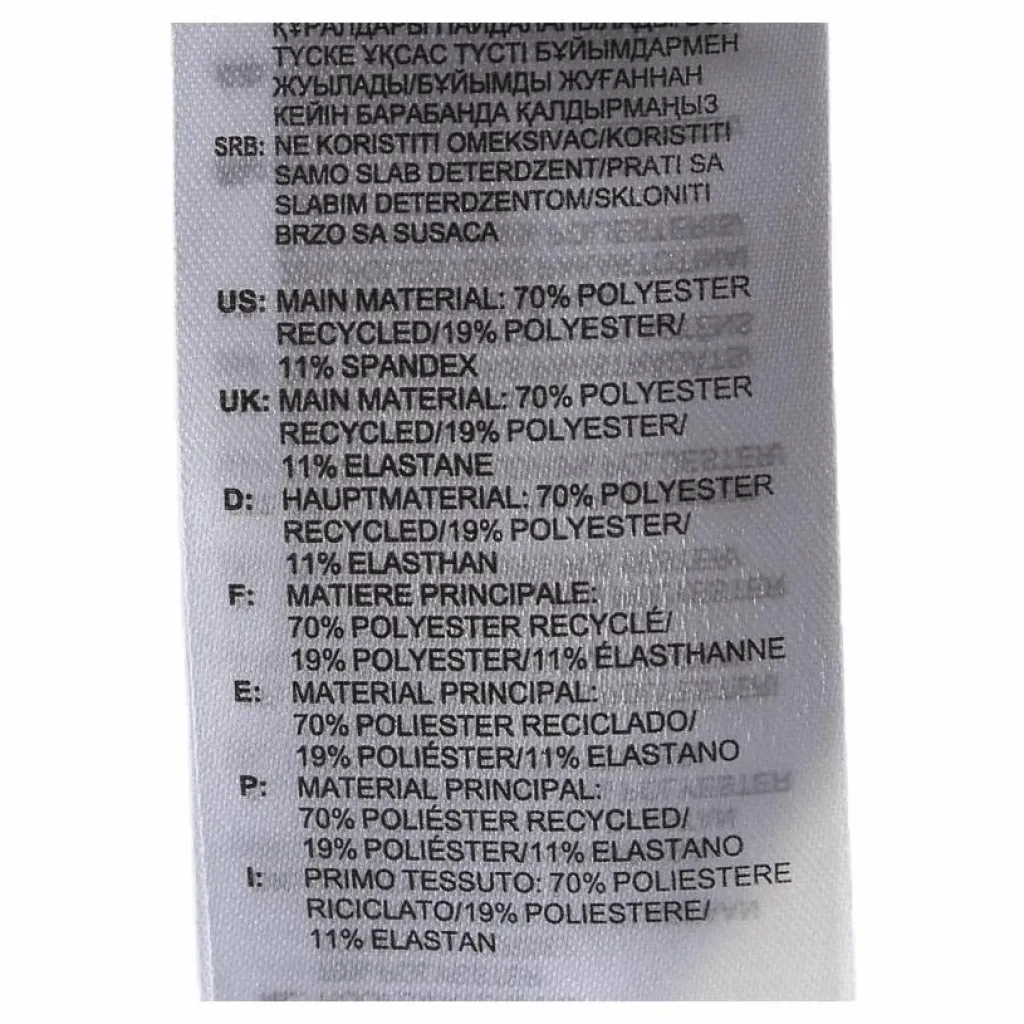 ҚҰРАЛДАРЫ ПАЙДАЛАНЫЛАДЫ/
ТҮСКЕ ҰҚСАС ТҮСТІ БҰЙЫМДАРМЕН
ЖУЫЛАДЫ/БҰЙЫМДЫ ЖУҒАННАН
КЕЙІН БАРАБАНДА ҚАЛДЫРМАҢЫЗ
SRB: NE KORISTITI OMEKSIVAC/KORISTITI
SAMO SLAB DETERDZENT/PRATI SA
SLABIM DETERDZENTOM/SKLONITI
BRZO SA SUSACA
US: MAIN MATERIAL: 70% POLYESTER
RECYCLED/19% POLYESTER/
11% SPANDEX
UK: MAIN MATERIAL: 70% POLYESTER
RECYCLED/19% POLYESTER/
11% ELASTANE
D: HAUPTMATERIAL: 70% POLYESTER
RECYCLED/19% POLYESTER/
11% ELASTHAN
F: MATIERE PRINCIPALE:
70% POLYESTER RECYCLÉ/
19% POLYESTER/11% ÉLASTHANNE
E: MATERIAL PRINCIPAL:
70% POLIESTER RECICLADO/
19% POLIÉSTER/11% ELASTANO
P: MATERIAL PRINCIPAL:
70% POLIÉSTER RECYCLED/
19% POLIÉSTER/11% ELASTANO
I: PRIMO TESSUTO: 70% POLIESTERE
RICICLATO/19% POLIESTERE/
11% ELASTAN